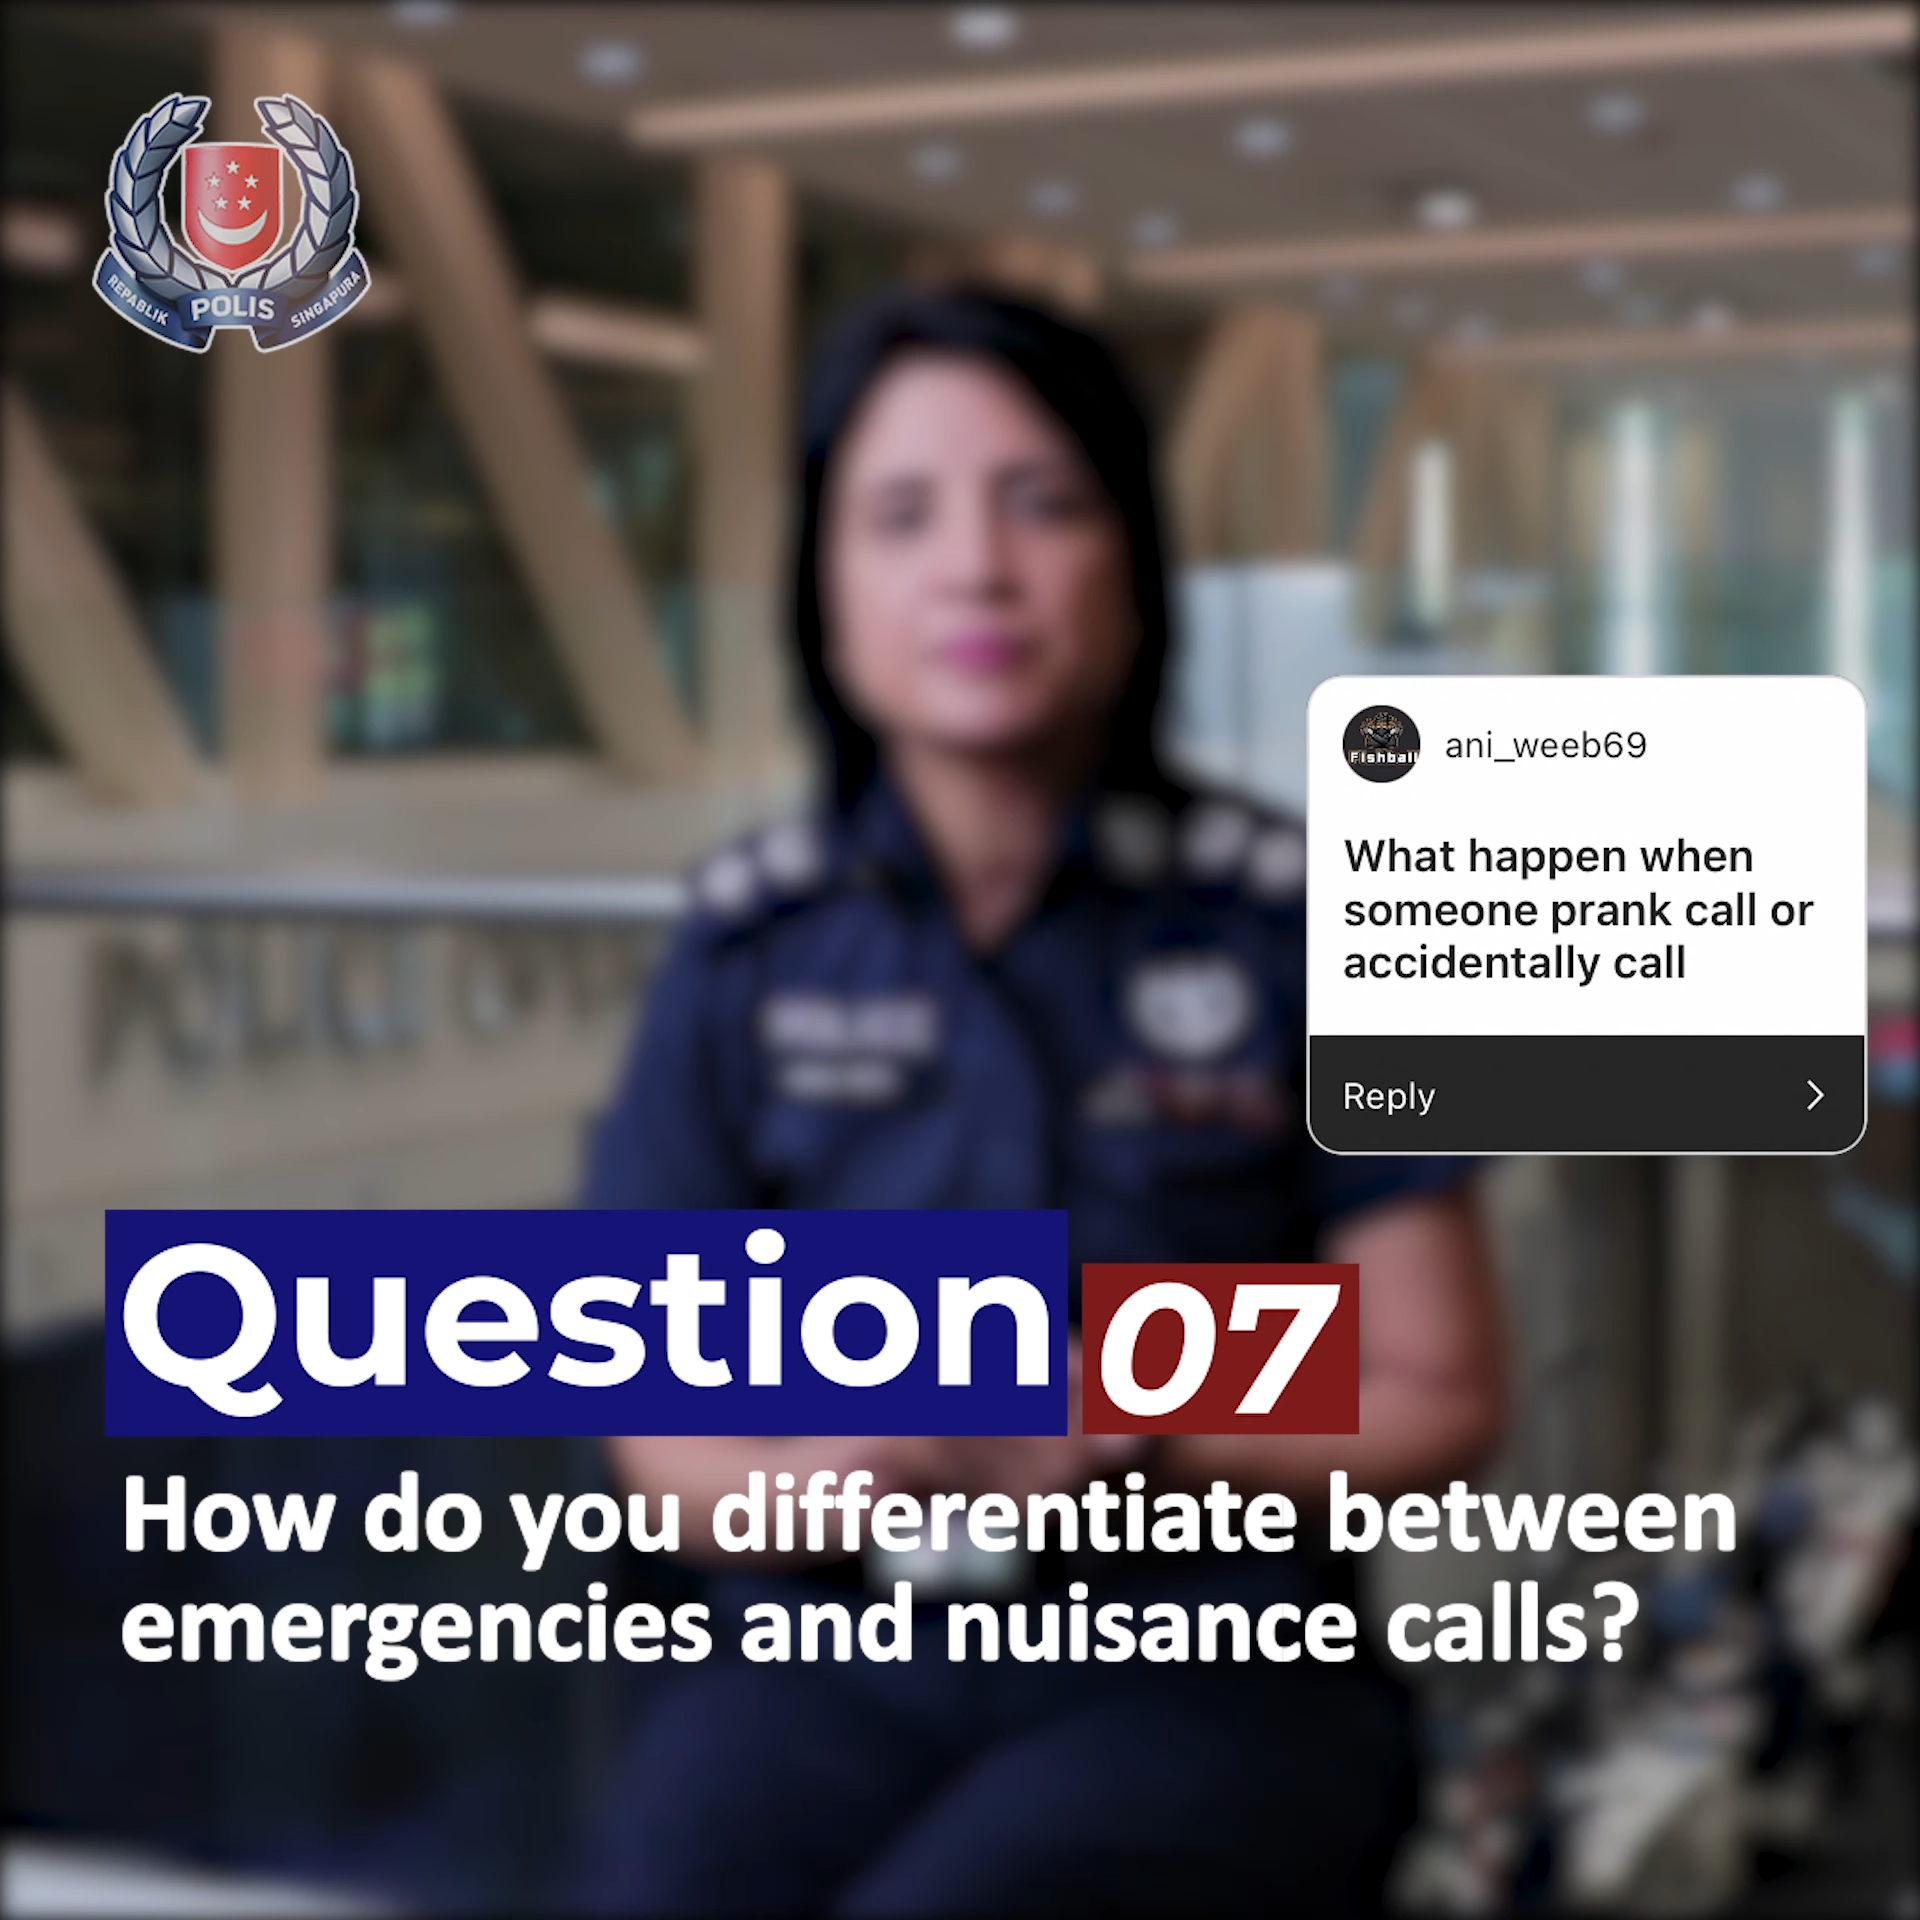 REPABLIK POLIS SINGAPURA
Fishball
ani_weeb69
What happen when
someone prank call or
accidentally call
Reply
Question 07
How do you differentiate between
emergencies and nuisance calls?